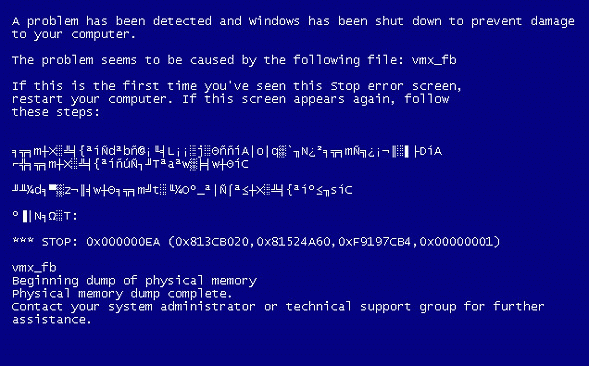 A problem has been detected and Windows has been shut down to prevent damage
to your computer.
The problem seems to be caused by the following file: vmx_fb
If this is the first time you've seen this Stop error screen,
restart your computer. If this screen appears again, follow
these steps:
*** STOP: 0x000000EA (0x813CB020,0x81524A60,0xF9197CB4,0x00000001)
vmx_fb
Beginning dump of physical memory
Physical memory dump complete.
Contact your system administrator or technical support group for further
assistance.